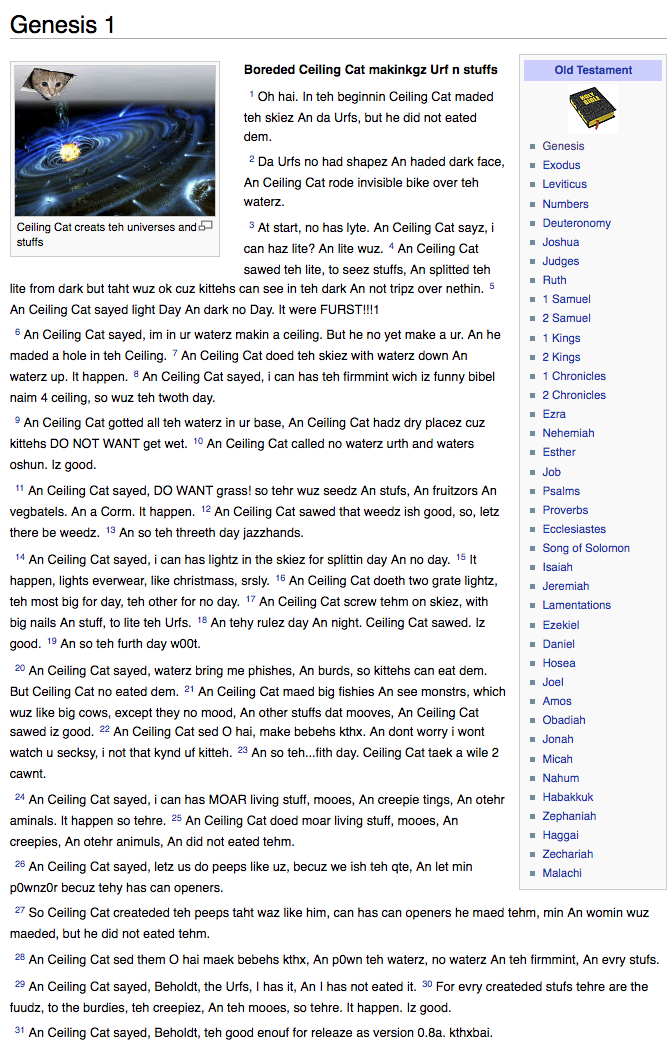 Genesis 1
Ceiling Cat creats teh universes and
stuffs
Boreded Ceiling Cat makinkgz Urf n stuffs
1 Oh hai. In teh beginnin Ceiling Cat maded
teh skiez An da Urfs, but he did not eated
dem.
2 Da Urfs no had shapez An haded dark face,
An Ceiling Cat rode invisible bike over teh
waterz.
3 At start, no has lyte. An Ceiling Cat sayz, i
can haz lite? An lite wuz. 4 An Ceiling Cat
sawed teh lite, to seez stuffs, An splitted teh
lite from dark but taht wuz ok cuz kittehs can see in teh dark An not tripz over nethin. 5
An Ceiling Cat sayed light Day An dark no Day. It were FURST!!!1
6 An Ceiling Cat sayed, im in ur waterz makin a ceiling. But he no yet make a ur. An he
maded a hole in teh Ceiling. 7 An Ceiling Cat doed teh skiez with waterz down An
waterz up. It happen. 8 An Ceiling Cat sayed, i can has teh firmmint wich iz funny bibel
naim 4 ceiling, so wuz teh twoth day.
9 An Ceiling Cat gotted all teh waterz in ur base, An Ceiling Cat hadz dry placez cuz
kittehs DO NOT WANT get wet. 10 An Ceiling Cat called no waterz urth and waters
oshun. Iz good.
11 An Ceiling Cat sayed, DO WANT grass! so tehr wuz seedz An stufs, An fruitzors An
vegbatels. An a Corm. It happen. 12 An Ceiling Cat sawed that weedz ish good, so, letz
there be weedz. 13 An so teh threeth day jazzhands.
14 An Ceiling Cat sayed, i can has lightz in the skiez for splittin day An no day. 15 It
happen, lights everwear, like christmass, srsly. 16 An Ceiling Cat doeth two grate lightz,
teh most big for day, teh other for no day. 17 An Ceiling Cat screw tehm on skiez, with
big nails An stuff, to lite teh Urfs. 18 An tehy rulez day An night. Ceiling Cat sawed. Iz
good. 19 An so teh furth day w00t.
20 An Ceiling Cat sayed, waterz bring me phishes, An burds, so kittehs can eat dem.
But Ceiling Cat no eated dem. 21 An Ceiling Cat maed big fishies An see monstrs, which
wuz like big cows, except they no mood, An other stuffs dat mooves, An Ceiling Cat
sawed iz good. 22 An Ceiling Cat sed O hai, make bebehs kthx. An dont worry i wont
watch u secksy, i not that kynd uf kitteh. 23 An so teh...fith day. Ceiling Cat taek a wile 2
cawnt.
24 An Ceiling Cat sayed, i can has MOAR living stuff, mooes, An creepie tings, An otehr
aminals. It happen so tehre. 25 An Ceiling Cat doed moar living stuff, mooes, An
creepies, An otehr animuls, An did not eated tehm.
26 An Ceiling Cat sayed, letz us do peeps like uz, becuz we ish teh qte, An let min
p0wnz0r becuz tehy has can openers.
27 So Ceiling Cat createded teh peeps taht waz like him, can has can openers he maed tehm, min An womin wuz
maeded, but he did not eated tehm.
28 An Ceiling Cat sed them O hai maek bebehs kthx, An p0wn teh waterz, no waterz An teh firmmint, An evry stufs.
29 An Ceiling Cat sayed, Beholdt, the Urfs, I has it, An I has not eated it. 30 For evry createded stufs tehre are the
fuudz, to the burdies, teh creepiez, An teh mooes, so tehre. It happen. Iz good.
31 An Ceiling Cat sayed, Beholdt, teh good enouf for releaze as version 0.8a. kthxbai.
Old Testament
HOLY
BIBLE
Genesis
Exodus
Leviticus
Numbers
Deuteronomy
Joshua
Judges
Ruth
1 Samuel
2 Samuel
1 Kings
2 Kings
1 Chronicles
2 Chronicles
Ezra
Nehemiah
Esther
Job
Psalms
Proverbs
Ecclesiastes
Song of Solomon
Isaiah
Jeremiah
Lamentations
Ezekiel
Daniel
Hosea
Joel
Amos
Obadiah
Jonah
Micah
Nahum
Habakkuk
Zephaniah
Haggai
Zechariah
Malachi